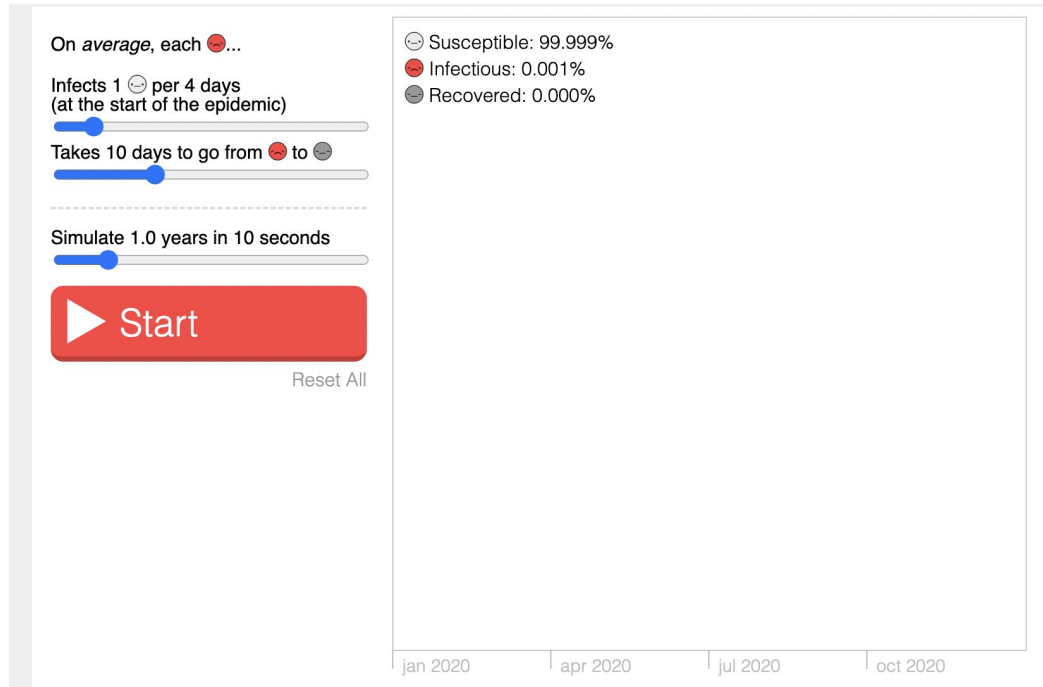 On average, each ...
Infects 1 per 4 days
(at the start of the epidemic)
Takes 10 days to go from to
Simulate 1.0 years in 10 seconds
Start
Reset All
Susceptible: 99.999%
Infectious: 0.001%
Recovered: 0.000%
jan 2020
apr 2020
jul 2020
oct 2020